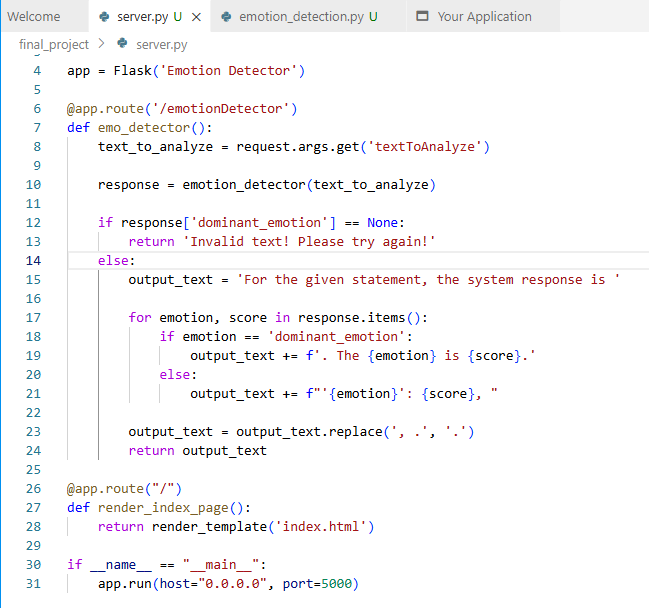 Welcome server.py U emotion_detection.py U Your Application
final_project > server.py
4 app = Flask('Emotion Detector')
5
6 @app.route('/emotionDetector')
7 def emo_detector():
8     text_to_analyze = request.args.get('textToAnalyze')
9
10     response = emotion_detector(text_to_analyze)
11
12     if response['dominant_emotion'] == None:
13         return 'Invalid text! Please try again!'
14     else:
15         output_text = 'For the given statement, the system response is '
16
17         for emotion, score in response.items():
18             if emotion == 'dominant_emotion':
19                 output_text += f'. The {emotion} is {score}.'
20             else:
21                 output_text += f"'{emotion}': {score}, "
22
23         output_text = output_text.replace(', .', '.')
24         return output_text
25
26 @app.route("/")
27 def render_index_page():
28     return render_template('index.html')
29
30 if __name__ == "__main__":
31     app.run(host="0.0.0.0", port=5000)